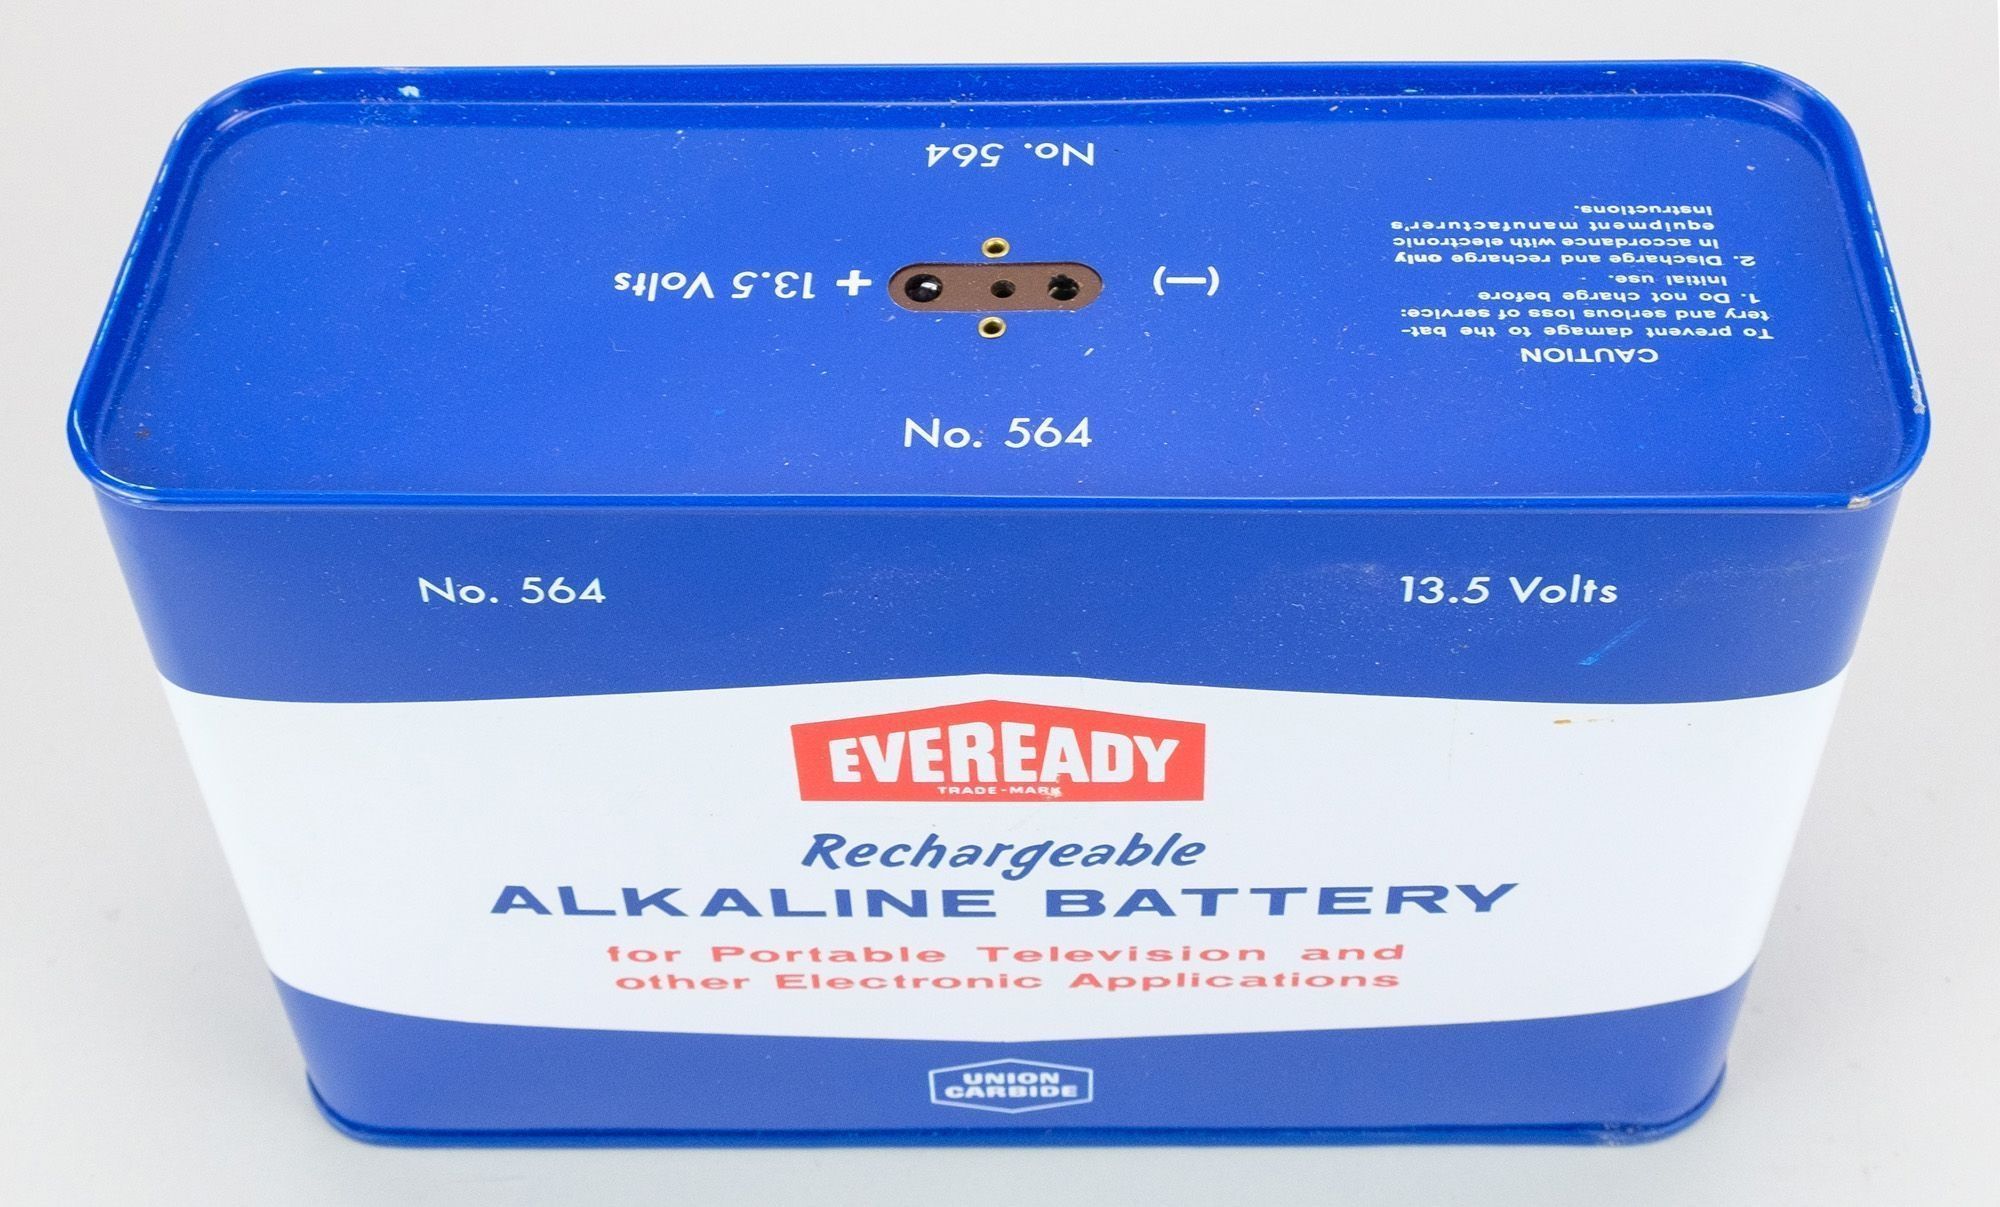 No. 564
(—)
+ 13.5 Volts
CAUTION
To prevent damage to the bat-
tery and serious loss of service:
1. Do not charge before
initial use.
2. Discharge and recharge only
in accordance with electronic
equipment manufacturer's
instructions.
No. 564
No. 564
13.5 Volts
EVEREADY
TRADE-MARK
Rechargeable
ALKALINE BATTERY
for Portable Television and
other Electronic Applications
UNION
CARBIDE